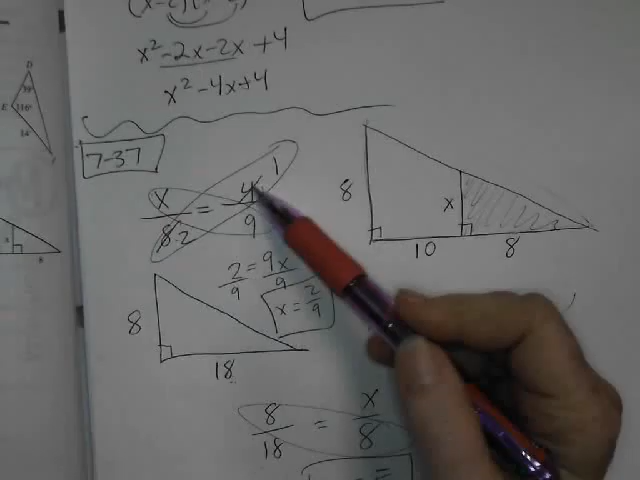 x² -2x-2x+4
x² -4x+4
7-37
x/8·2 = 4/9 1
2/9 = 9x/9
x = 2/9
8
18
8/18 = x/8
8
x
10
8
D
E